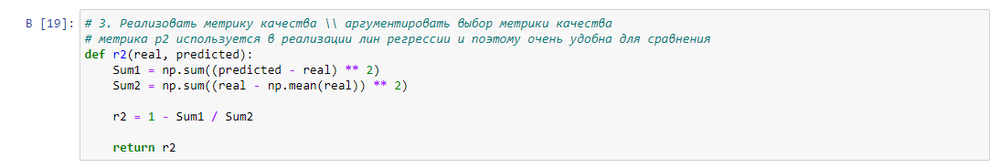 В [19]: # 3. Реализовать метрику качества \\ аргументировать выбор метрики качества
# метрика р2 используется в реализации лин регрессии и поэтому очень удобна для сравнения
def r2(real, predicted):
    Sum1 = np.sum((predicted - real) ** 2)
    Sum2 = np.sum((real - np.mean(real)) ** 2)
    r2 = 1 - Sum1 / Sum2
    return r2